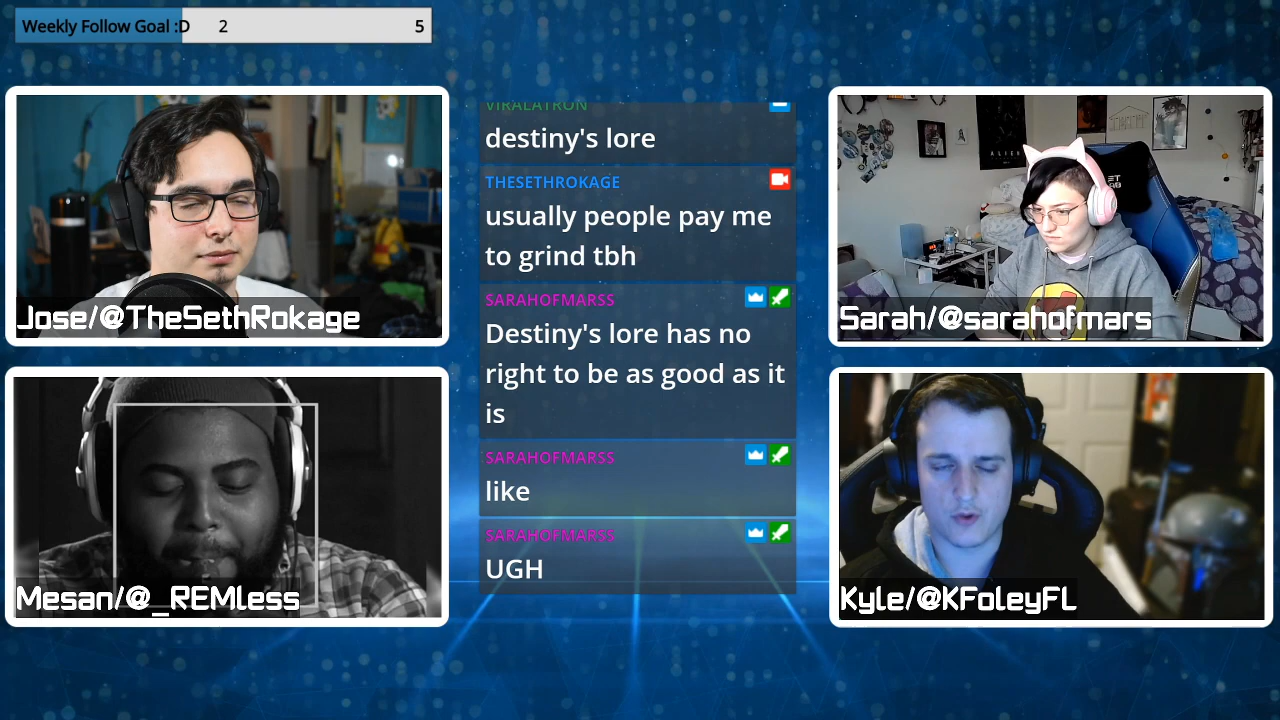 Weekly Follow Goal :D 2 5
VIRALATRON
destiny's lore
THESETHROKAGE
usually people pay me
to grind tbh
SARAHOFMARSS
Destiny's lore has no
right to be as good as it
is
SARAHOFMARSS
like
SARAHOFMARSS
UGH
Jose/@TheSethRokage
Sarah/@sarahofmars
ALIEN
Mesan/@_REMless
Kyle/@KFoleyFL